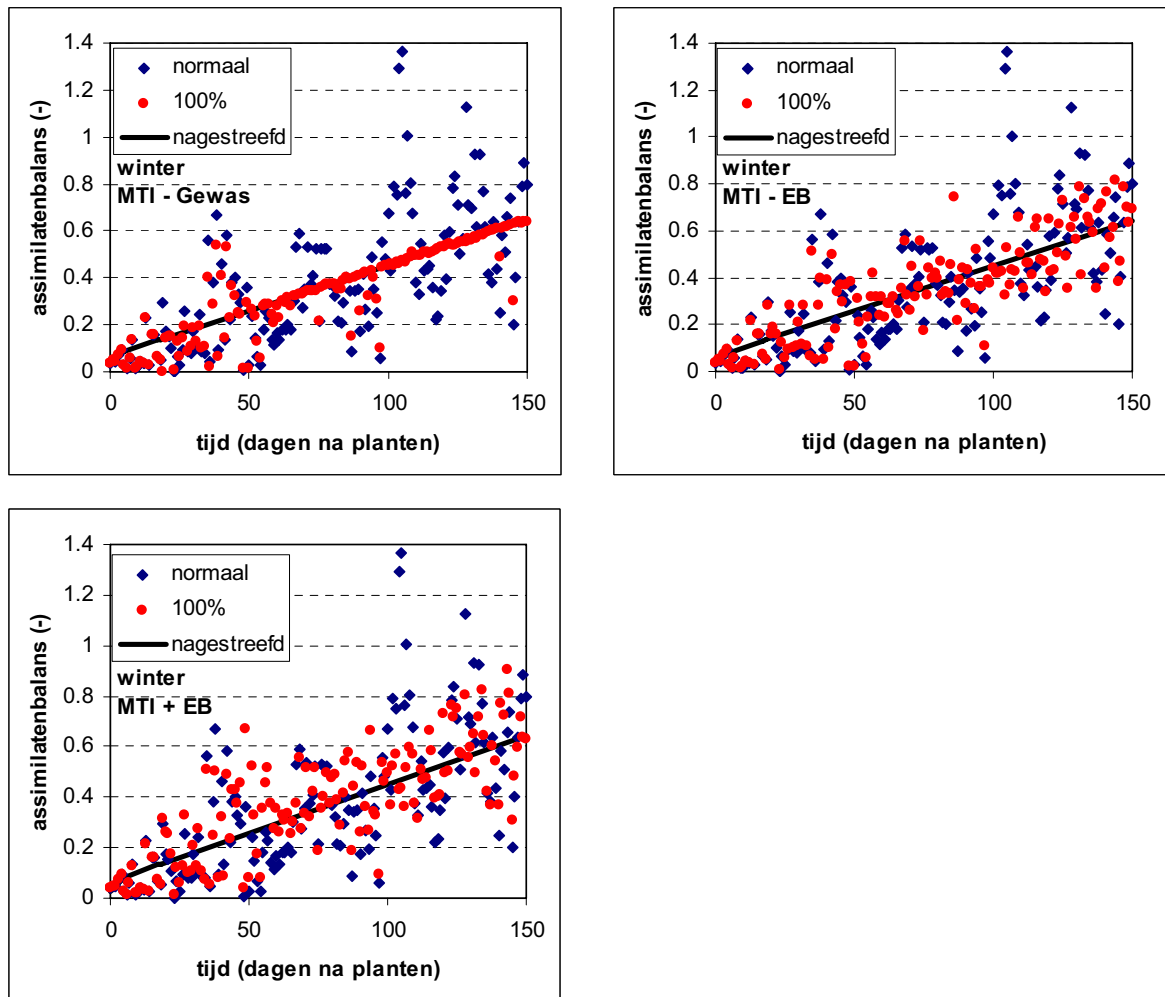 1.4
1.2
1
0.8
0.6
0.4
0.2
0
assimilatenbalans (-)
normaal
100%
nagestreefd
winter
MTI - Gewas
0 50 100 150
tijd (dagen na planten)
1.4
1.2
1
0.8
0.6
0.4
0.2
0
assimilatenbalans (-)
normaal
100%
nagestreefd
winter
MTI - EB
0 50 100 150
tijd (dagen na planten)
1.4
1.2
1
0.8
0.6
0.4
0.2
0
assimilatenbalans (-)
normaal
100%
nagestreefd
winter
MTI + EB
0 50 100 150
tijd (dagen na planten)